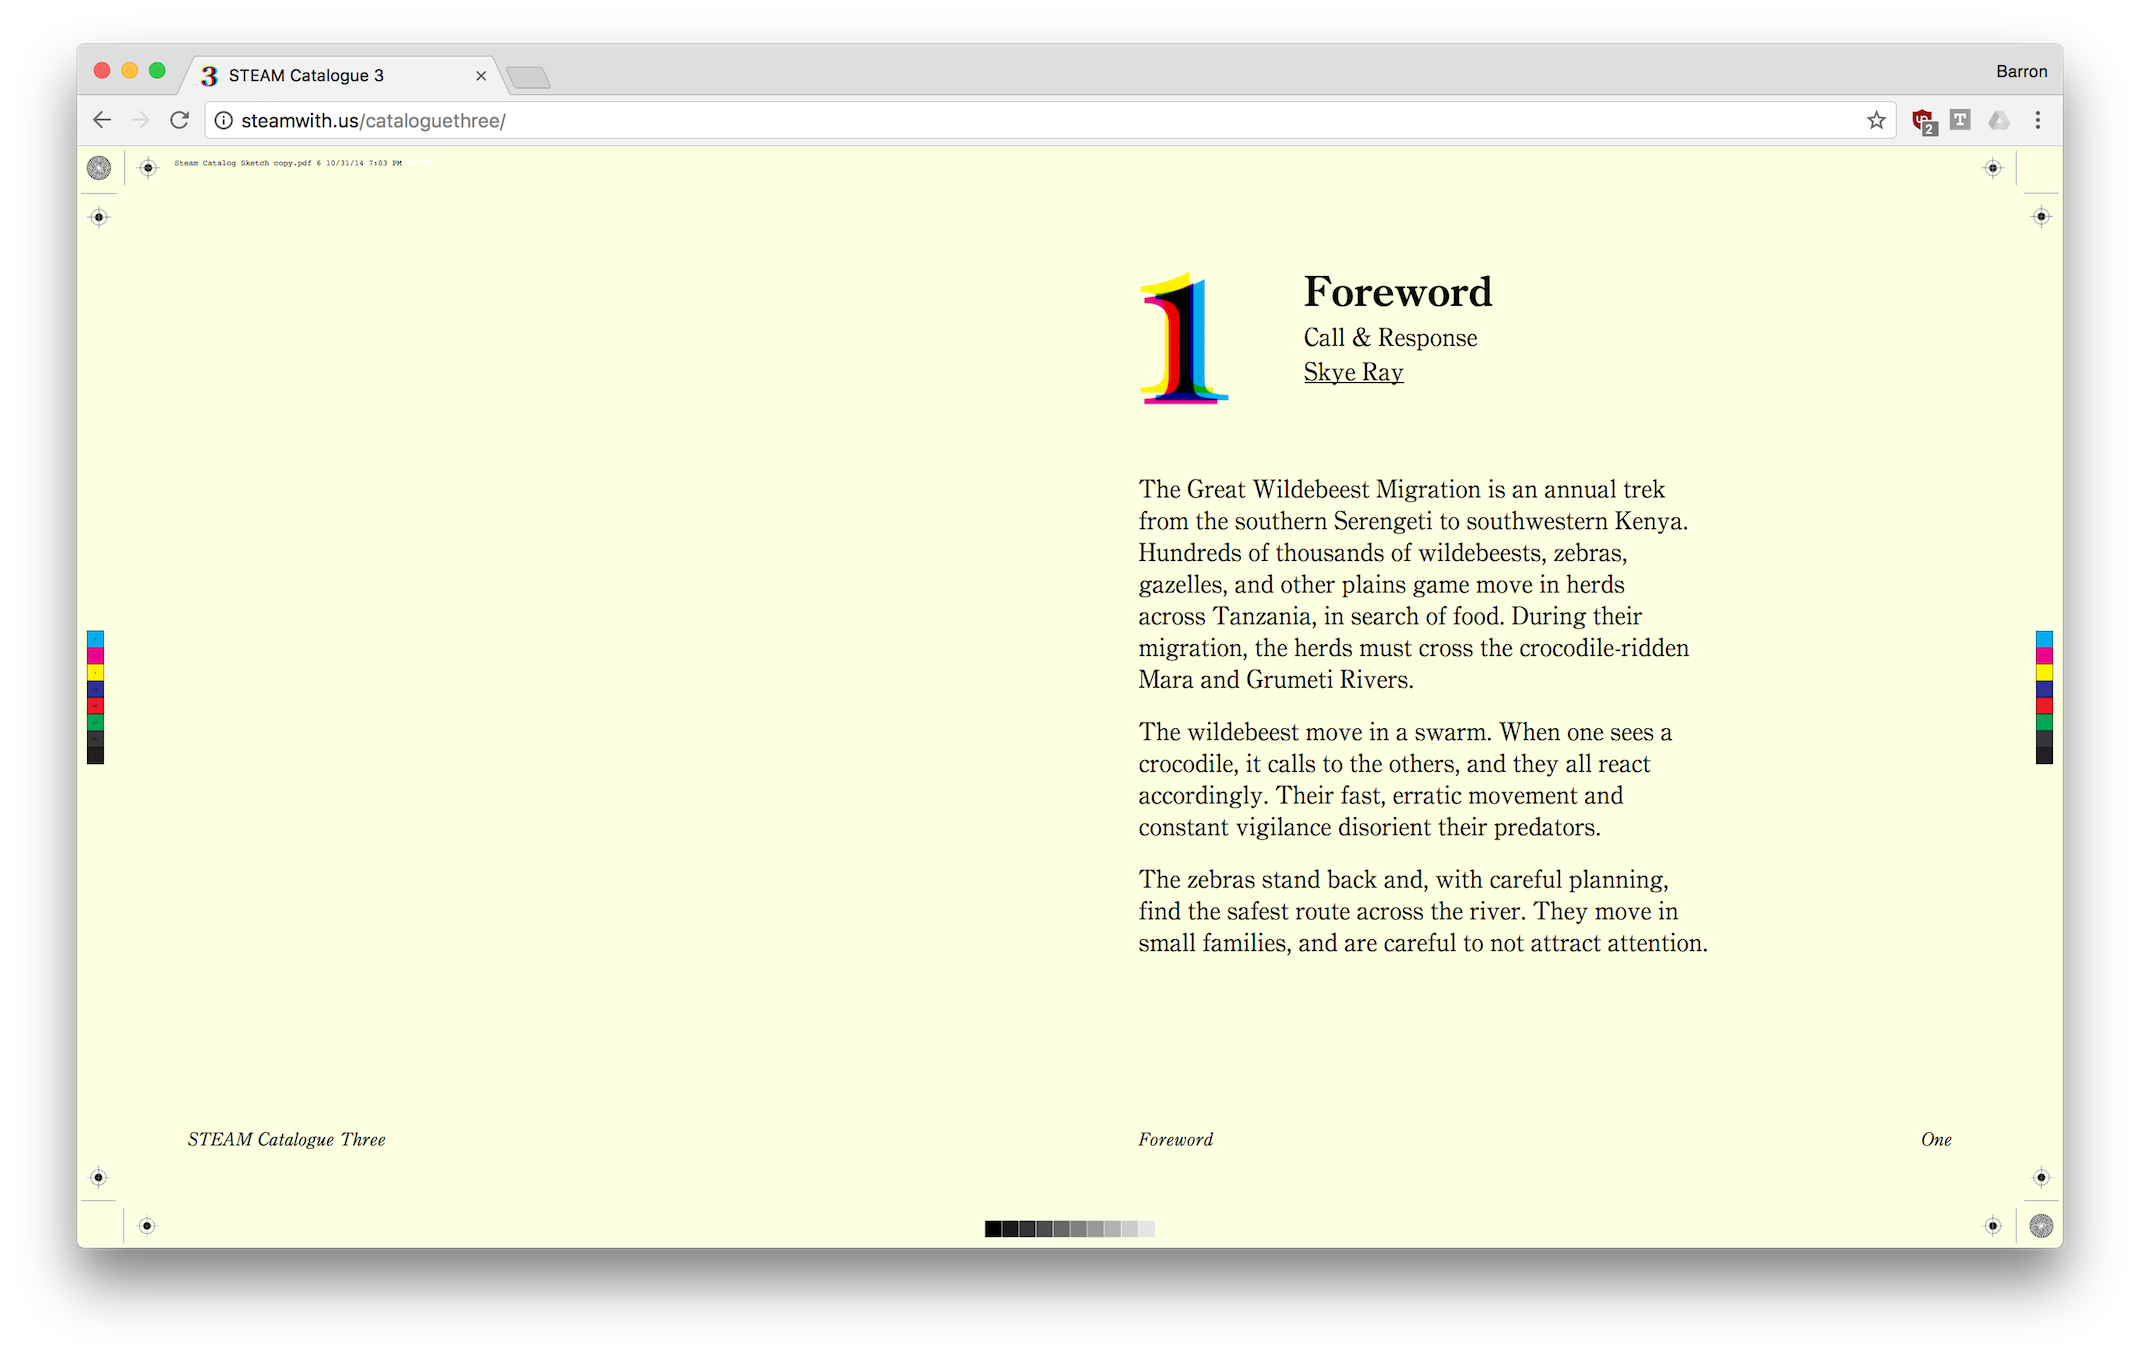 STEAM Catalogue 3
Barron
steamwith.us/cataloguethree/
2
T
Steam Catalog Sketch copy.pdf 6 10/31/14 7:03 PM
1
Foreword
Call & Response
Skye Ray
The Great Wildebeest Migration is an annual trek
from the southern Serengeti to southwestern Kenya.
Hundreds of thousands of wildebeests, zebras,
gazelles, and other plains game move in herds
across Tanzania, in search of food. During their
migration, the herds must cross the crocodile-ridden
Mara and Grumeti Rivers.
The wildebeest move in a swarm. When one sees a
crocodile, it calls to the others, and they all react
accordingly. Their fast, erratic movement and
constant vigilance disorient their predators.
The zebras stand back and, with careful planning,
find the safest route across the river. They move in
small families, and are careful to not attract attention.
STEAM Catalogue Three
Foreword
One